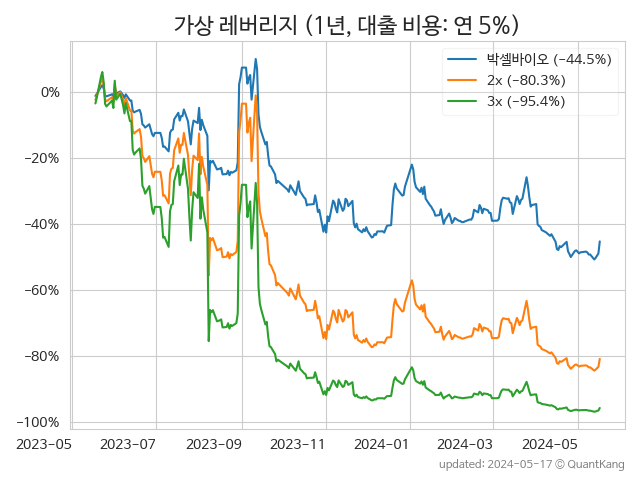 가상 레버리지 (1년, 대출 비용: 연 5%)
박셀바이오 (−44.5%)
2x (−80.3%)
3x (−95.4%)
0%
−20%
−40%
−60%
−80%
−100%
2023-05 2023-07 2023-09 2023-11 2024-01 2024-03 2024-05
updated: 2024-05-17 © QuantKang